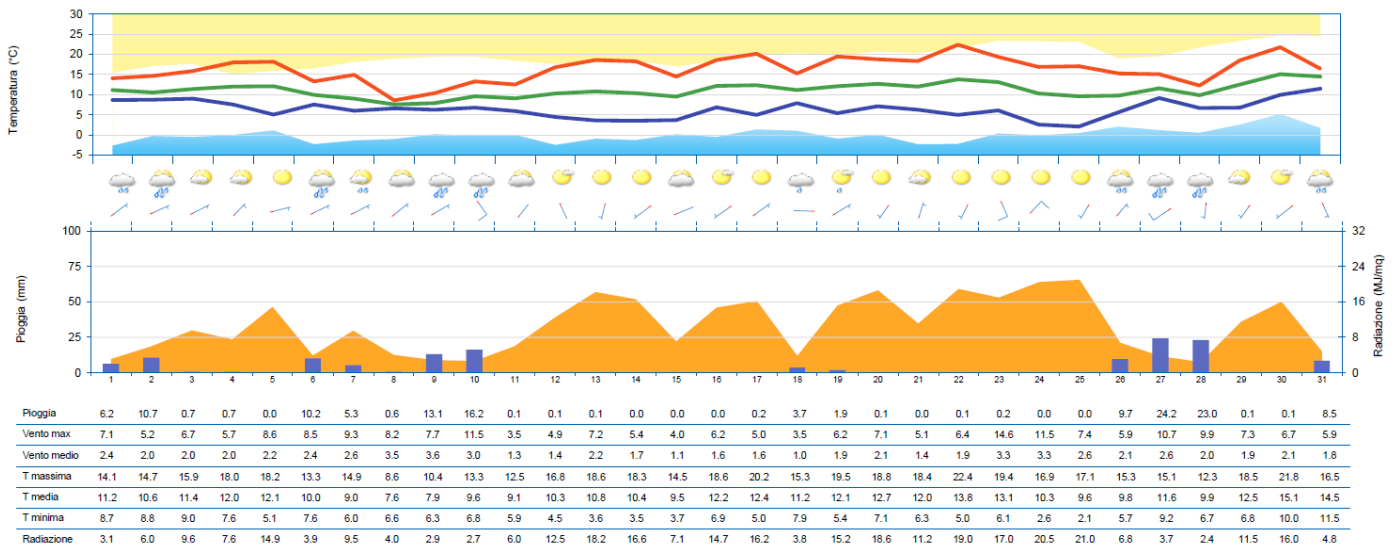 30
25
20
15
10
5
0
-5
Temperatura (°C)
100
75
50
25
0
Pioggia (mm)
32
24
16
8
0
Radiazione (MJ/mq)
1 2 3 4 5 6 7 8 9 10 11 12 13 14 15 16 17 18 19 20 21 22 23 24 25 26 27 28 29 30 31
Pioggia 6.2 10.7 0.7 0.7 0.0 10.2 5.3 0.6 13.1 16.2 0.1 0.1 0.1 0.0 0.0 0.0 0.2 3.7 1.9 0.1 0.0 0.1 0.2 0.0 0.0 9.7 24.2 23.0 0.1 0.1 8.5
Vento max 7.1 5.2 6.7 5.7 8.6 8.5 9.3 8.2 7.7 11.5 3.5 4.9 7.2 5.4 4.0 6.2 5.0 3.5 6.2 7.1 5.1 6.4 14.6 11.5 7.4 5.9 10.7 9.9 7.3 6.7 5.9
Vento medio 2.4 2.0 2.0 2.0 2.2 2.4 2.6 3.5 3.6 3.0 1.3 1.4 2.2 1.7 1.1 1.6 1.6 1.0 1.9 2.1 1.4 1.9 3.3 3.3 2.6 2.1 2.6 2.0 1.9 2.1 1.8
T massima 14.1 14.7 15.9 18.0 18.2 13.3 14.9 8.6 10.4 13.3 12.5 16.8 18.6 18.3 14.5 18.6 20.2 15.3 19.5 18.8 18.4 22.4 19.4 16.9 17.1 15.3 15.1 12.3 18.5 21.8 16.5
T media 11.2 10.6 11.4 12.0 12.1 10.0 9.0 7.6 7.9 9.6 9.1 10.3 10.8 10.4 9.5 12.2 12.4 11.2 12.1 12.7 12.0 13.8 13.1 10.3 9.6 9.8 11.6 9.9 12.5 15.1 14.5
T minima 8.7 8.8 9.0 7.6 5.1 7.6 6.0 6.6 6.3 6.8 5.9 4.5 3.6 3.5 3.7 6.9 5.0 7.9 5.4 7.1 6.3 5.0 6.1 2.6 2.1 5.7 9.2 6.7 6.8 10.0 11.5
Radiazione 3.1 6.0 9.6 7.6 14.9 3.9 9.5 4.0 2.9 2.7 6.0 12.5 18.2 16.6 7.1 14.7 16.2 3.8 15.2 18.6 11.2 19.0 17.0 20.5 21.0 6.8 3.7 2.4 11.5 16.0 4.8